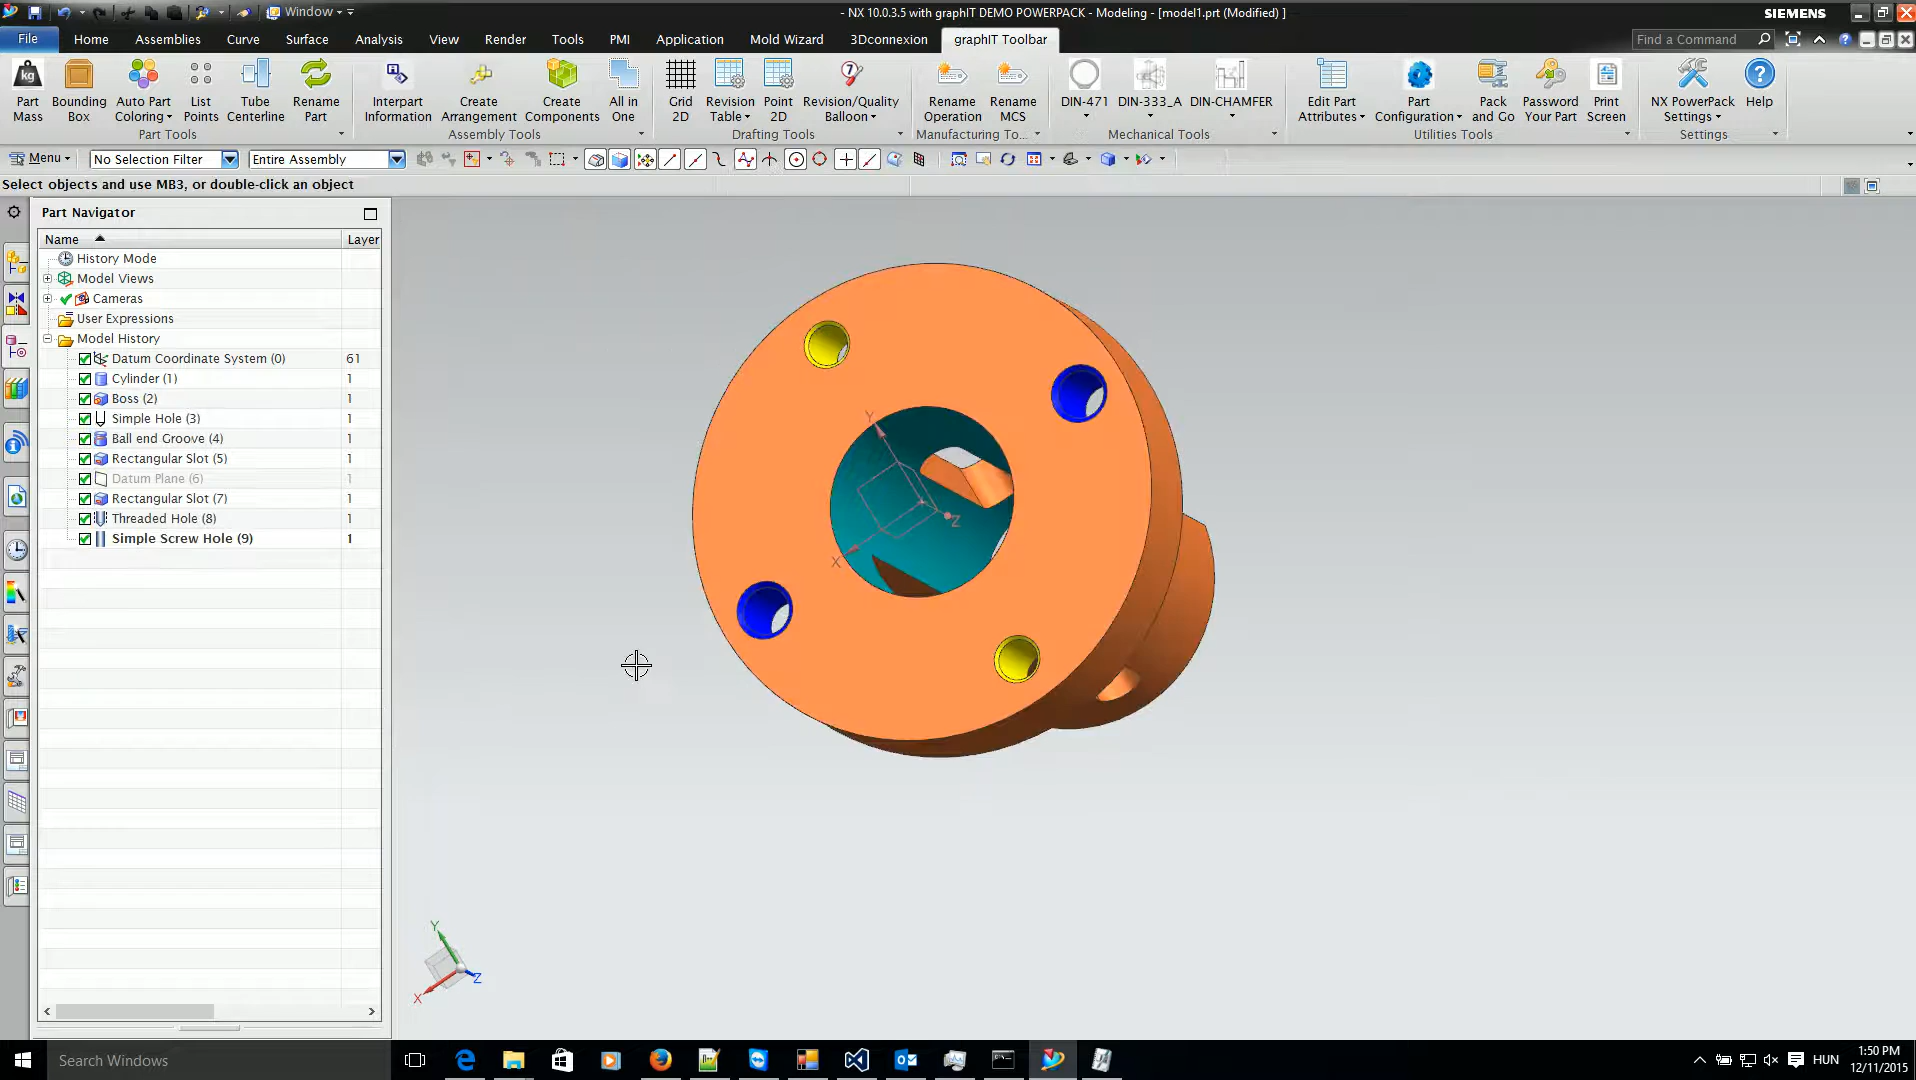 Window
- NX 10.0.3.5 with graphIT DEMO POWERPACK - Modeling - [model1.prt (Modified) ]
SIEMENS
File Home Assemblies Curve Surface Analysis View Render Tools PMI Application Mold Wizard 3Dconnexion graphIT Toolbar Find a Command
kg
7
Part Mass
Bounding Box
Auto Part Coloring
List Points
Tube Centerline
Rename Part
Interpart Information
Create Arrangement
Create Components
All in One
Grid 2D
Revision Table
Point 2D
Revision/Quality Balloon
Rename Operation
Rename MCS
DIN-471
DIN-333_A
DIN-CHAMFER
Edit Part Attributes
Part Configuration
Pack and Go
Password Your Part
Print Screen
NX PowerPack Settings
Help
Part Tools Assembly Tools Drafting Tools Manufacturing To... Mechanical Tools Utilities Tools Settings
Menu No Selection Filter Entire Assembly
Select objects and use MB3, or double-click an object
Part Navigator
Name Layer
History Mode
Model Views
Cameras
User Expressions
Model History
Datum Coordinate System (0) 61
Cylinder (1) 1
Boss (2) 1
Simple Hole (3) 1
Ball end Groove (4) 1
Rectangular Slot (5) 1
Datum Plane (6) 1
Rectangular Slot (7) 1
Threaded Hole (8) 1
Simple Screw Hole (9) 1
Y
Z
X
Y
Z
X
Search Windows
HUN
1:50 PM
12/11/2015